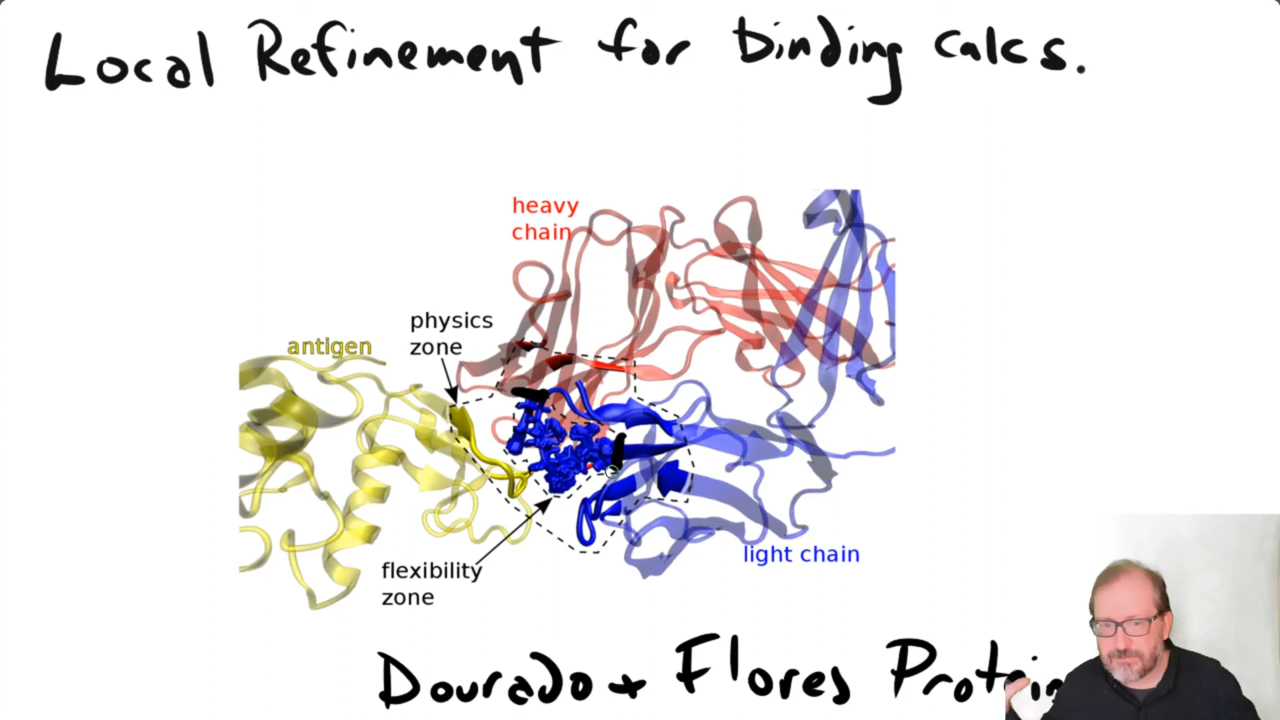 Local Refinement for binding calcs.
heavy
chain
physics
zone
antigen
flexibility
zone
light chain
Dourado + Flores